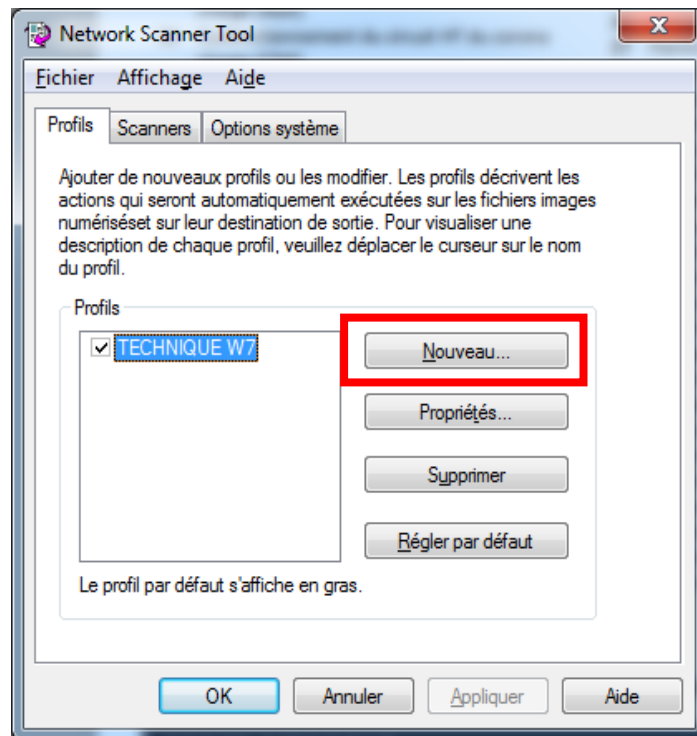 Network Scanner Tool
Fichier Affichage Aide
Profils Scanners Options système
Ajouter de nouveaux profils ou les modifier. Les profils décrivent les
actions qui seront automatiquement exécutées sur les fichiers images
numériséset sur leur destination de sortie. Pour visualiser une
description de chaque profil, veuillez déplacer le curseur sur le nom
du profil.
Profils
TECHNIQUE W7
Nouveau...
Propriétés...
Supprimer
Régler par défaut
Le profil par défaut s'affiche en gras.
OK Annuler Appliquer Aide